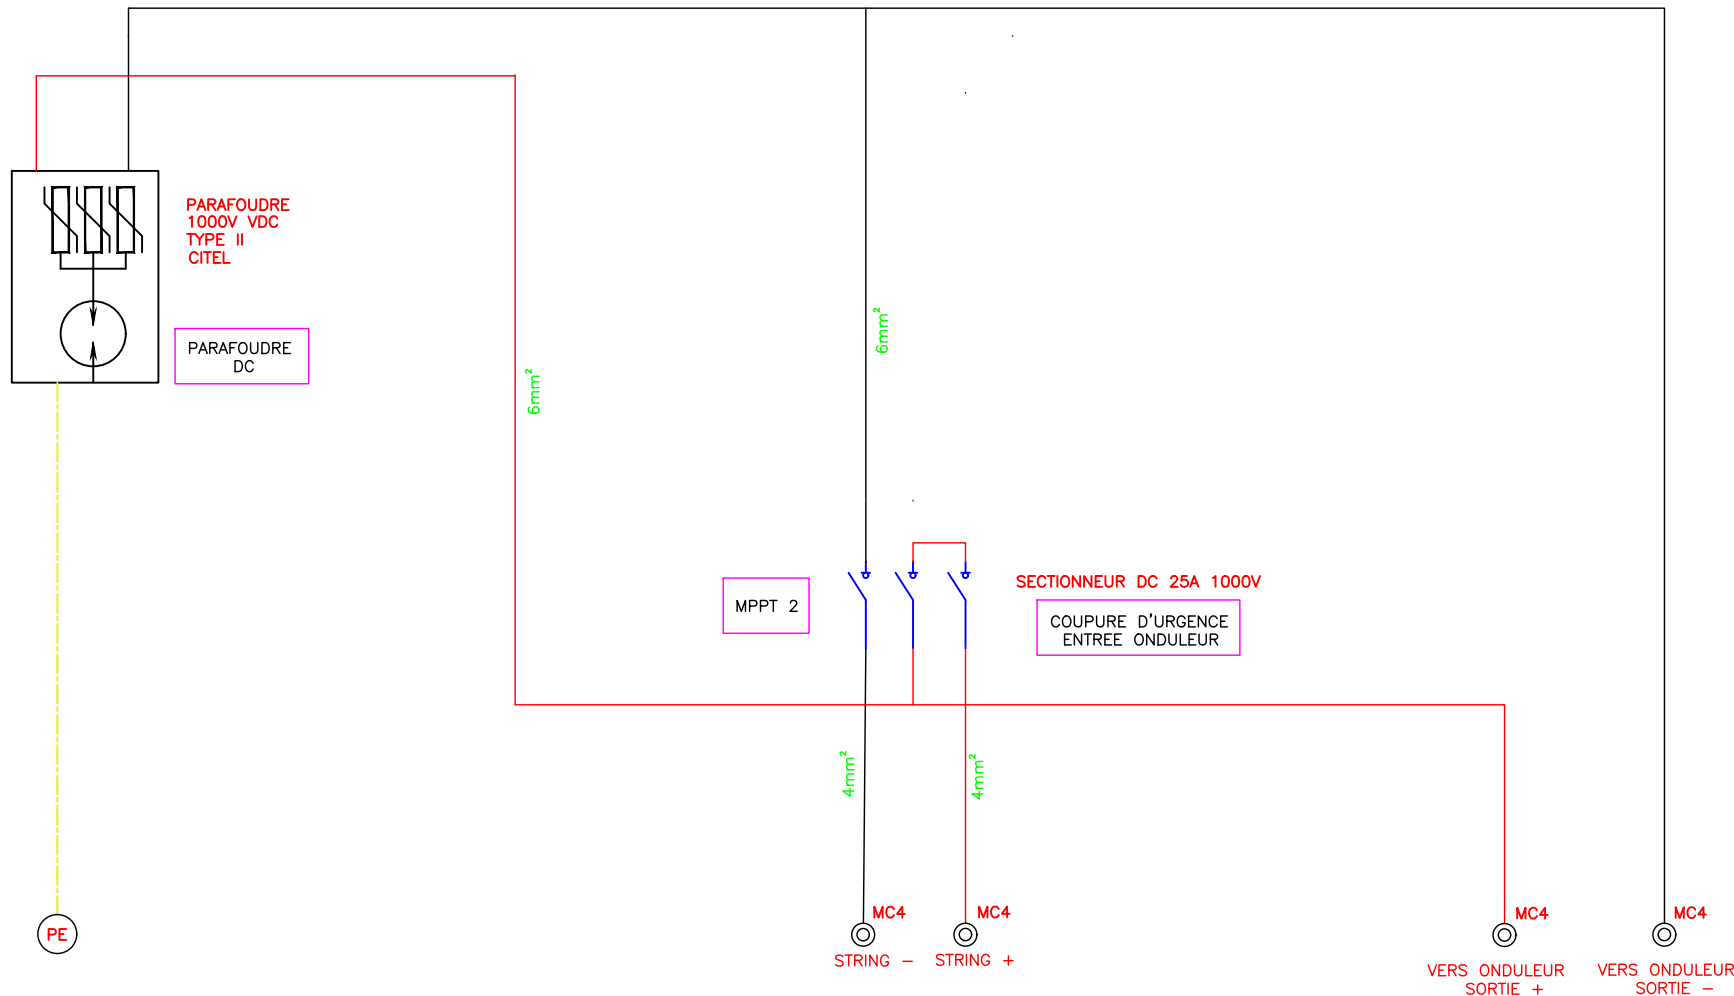 PARAFOUDRE
1000V VDC
TYPE II
CITEL
PARAFOUDRE
DC
6mm²
6mm²
MPPT 2
SECTIONNEUR DC 25A 1000V
COUPURE D'URGENCE
ENTREE ONDULEUR
4mm²
4mm²
PE
MC4
MC4
MC4
MC4
STRING −
STRING +
VERS ONDULEUR
SORTIE +
VERS ONDULEUR
SORTIE −